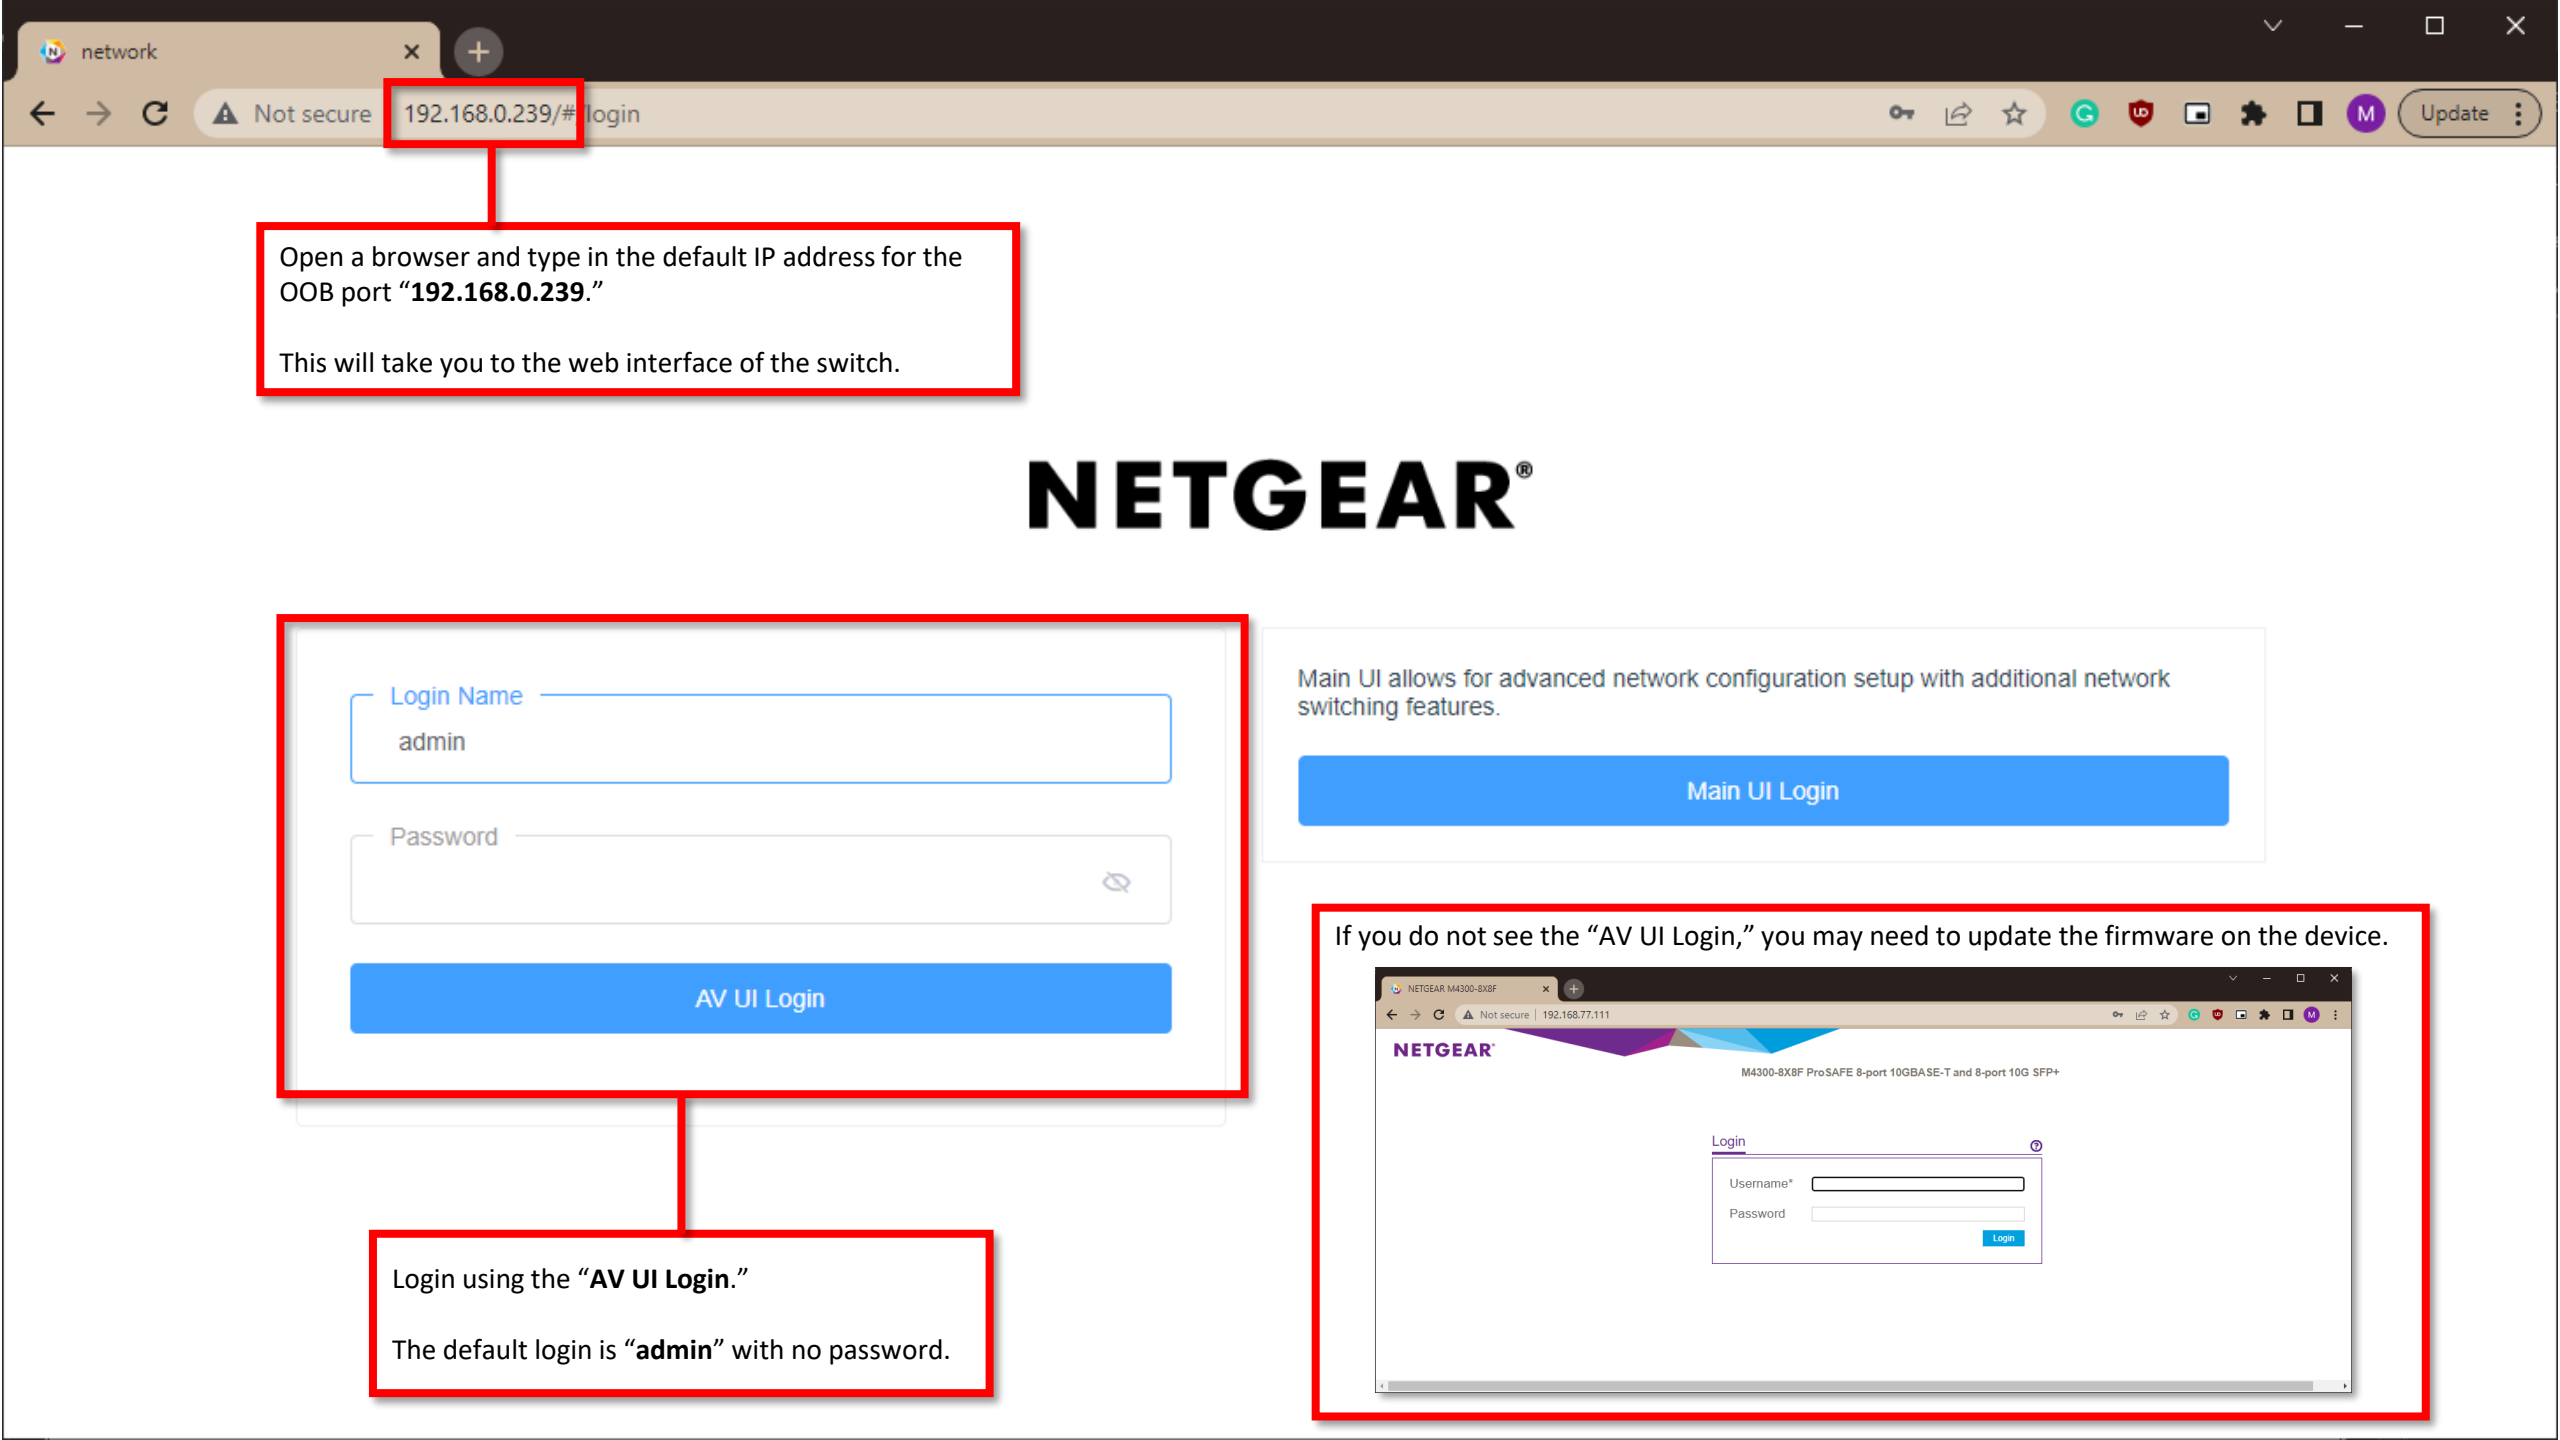 network
Not secure
192.168.0.239/#/login
Update
M
Open a browser and type in the default IP address for the
OOB port “192.168.0.239.”
This will take you to the web interface of the switch.
NETGEAR®
Login Name
admin
Password
AV UI Login
Main UI allows for advanced network configuration setup with additional network
switching features.
Main UI Login
Login using the “AV UI Login.”
The default login is “admin” with no password.
If you do not see the “AV UI Login,” you may need to update the firmware on the device.
NETGEAR M4300-8X8F
Not secure
192.168.77.111
M
NETGEAR®
M4300-8X8F ProSAFE 8-port 10GBASE-T and 8-port 10G SFP+
Login
Username*
Password
Login